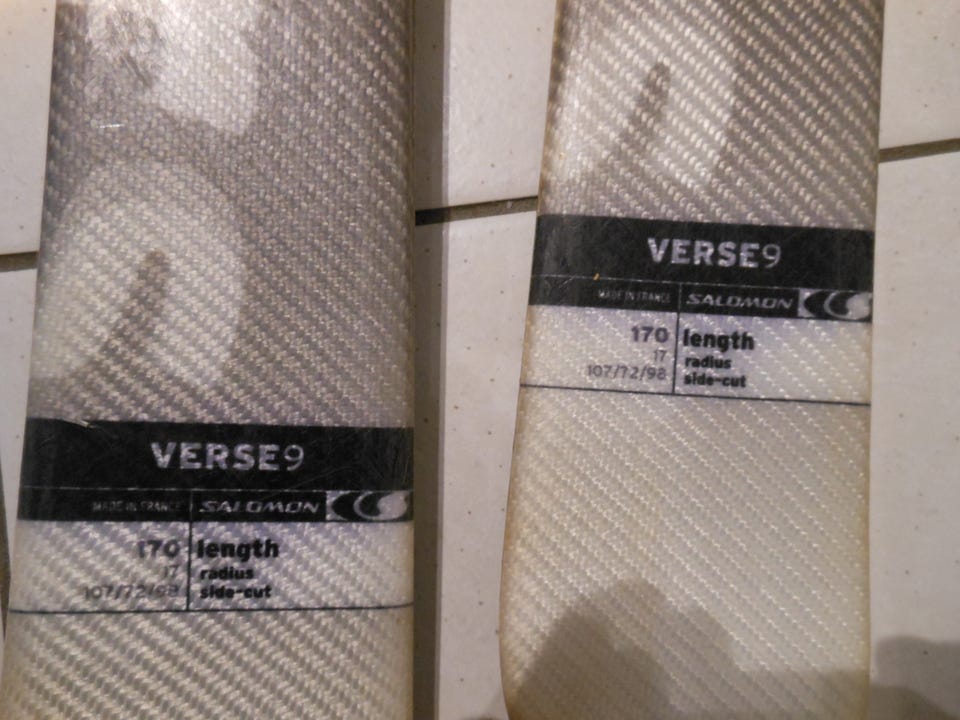 VERSE9
MADE IN FRANCE SALOMON
170 length
17 radius
107/72/98 side-cut
VERSE9
MADE IN FRANCE SALOMON
170 length
17 radius
107/72/98 side-cut